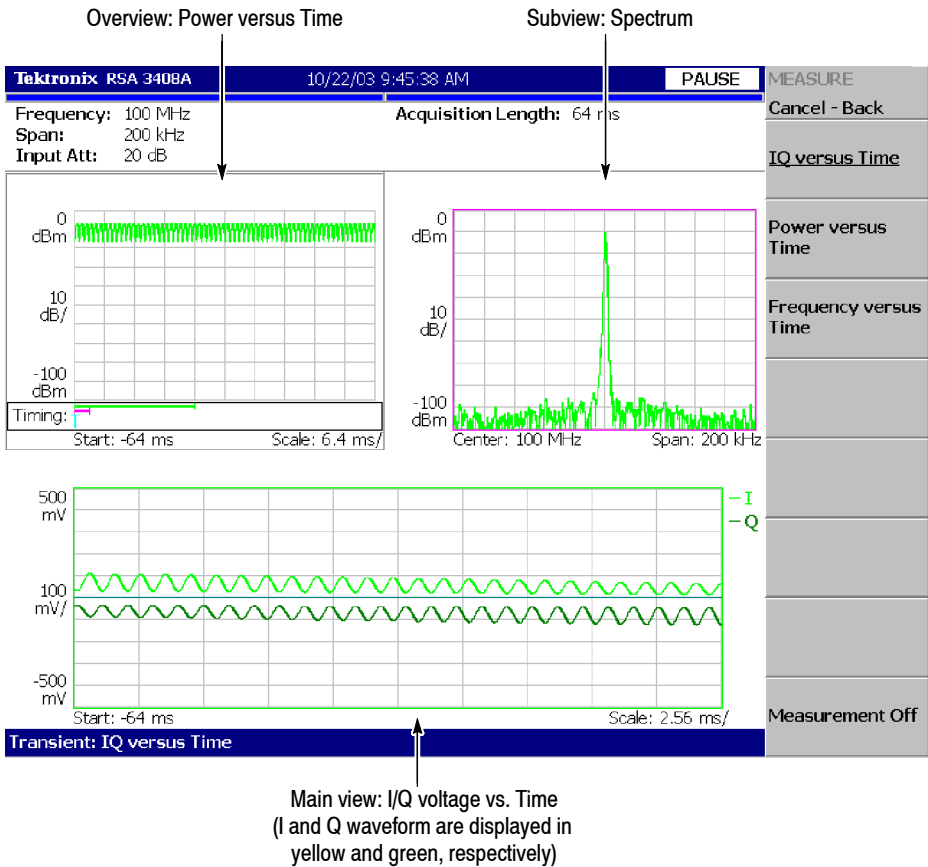 Overview: Power versus Time
Subview: Spectrum
Tektronix RSA 3408A
10/22/03 9:45:38 AM
PAUSE
MEASURE
Cancel - Back
Frequency: 100 MHz
Acquisition Length: 64 ms
Span: 200 kHz
Input Att: 20 dB
IQ versus Time
Power versus
Time
Frequency versus
Time
Measurement Off
0
dBm
10
dB/
-100
dBm
Timing:
Start: -64 ms
Scale: 6.4 ms/
0
dBm
10
dB/
-100
dBm
Center: 100 MHz
Span: 200 kHz
500
mV
100
mV/
-500
mV
I
Q
Start: -64 ms
Scale: 2.56 ms/
Transient: IQ versus Time
Main view: I/Q voltage vs. Time
(I and Q waveform are displayed in
yellow and green, respectively)